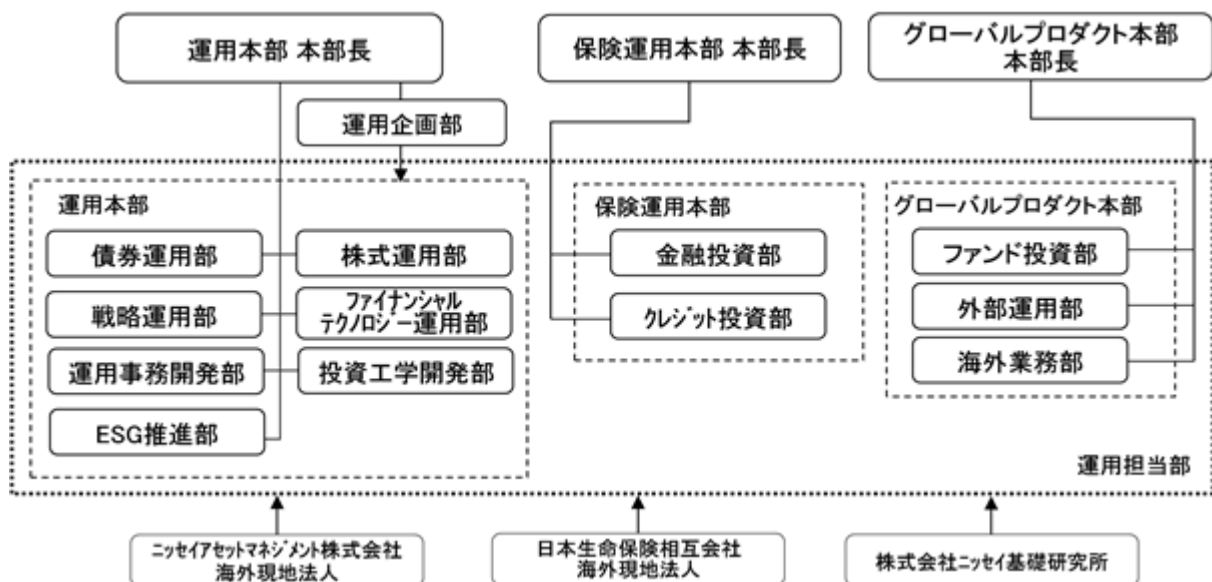 運用本部 本部長
保険運用本部 本部長
グローバルプロダクト本部
本部長
運用企画部
運用本部
債券運用部
株式運用部
戦略運用部
ファイナンシャル
テクノロジー運用部
運用事務開発部
投資工学開発部
ESG推進部
保険運用本部
金融投資部
クレジット投資部
グローバルプロダクト本部
ファンド投資部
外部運用部
海外業務部
運用担当部
ニッセイアセットマネジメント株式会社
海外現地法人
日本生命保険相互会社
海外現地法人
株式会社ニッセイ基礎研究所